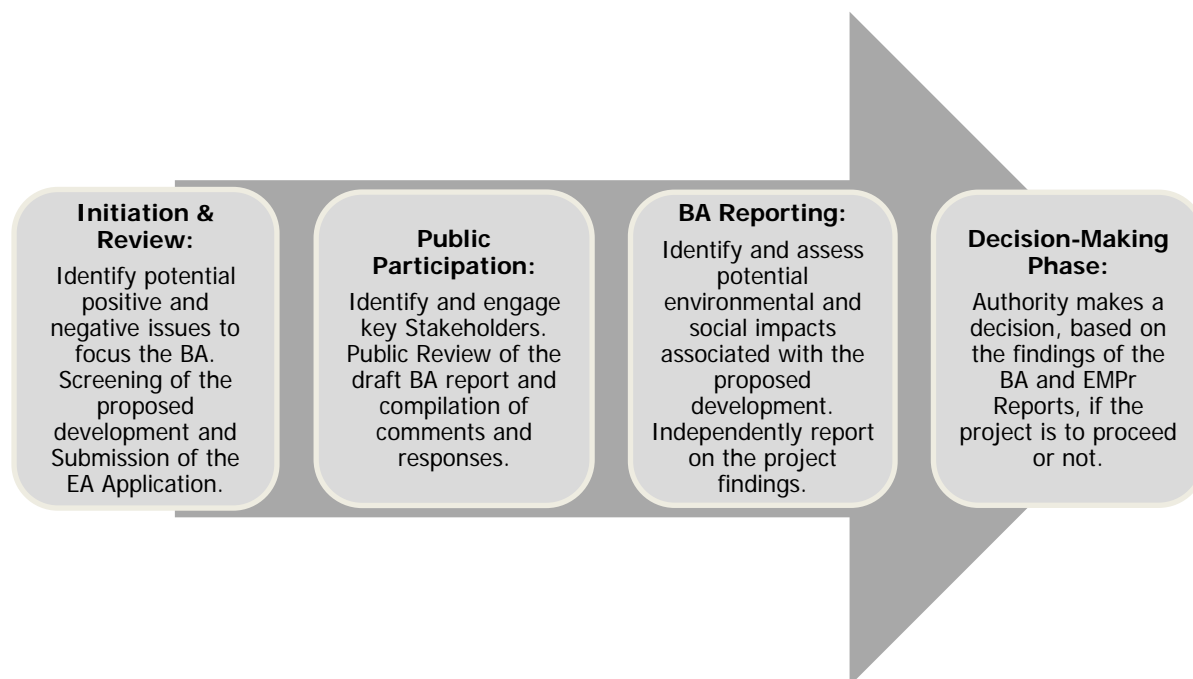 Initiation &
Review:
Identify potential
positive and
negative issues to
focus the BA.
Screening of the
proposed
development and
Submission of the
EA Application.
Public
Participation:
Identify and engage
key Stakeholders.
Public Review of the
draft BA report and
compilation of
comments and
responses.
BA Reporting:
Identify and assess
potential
environmental and
social impacts
associated with the
proposed
development.
Independently report
on the project
findings.
Decision-Making
Phase:
Authority makes a
decision, based on
the findings of the
BA and EMPr
Reports, if the
project is to proceed
or not.